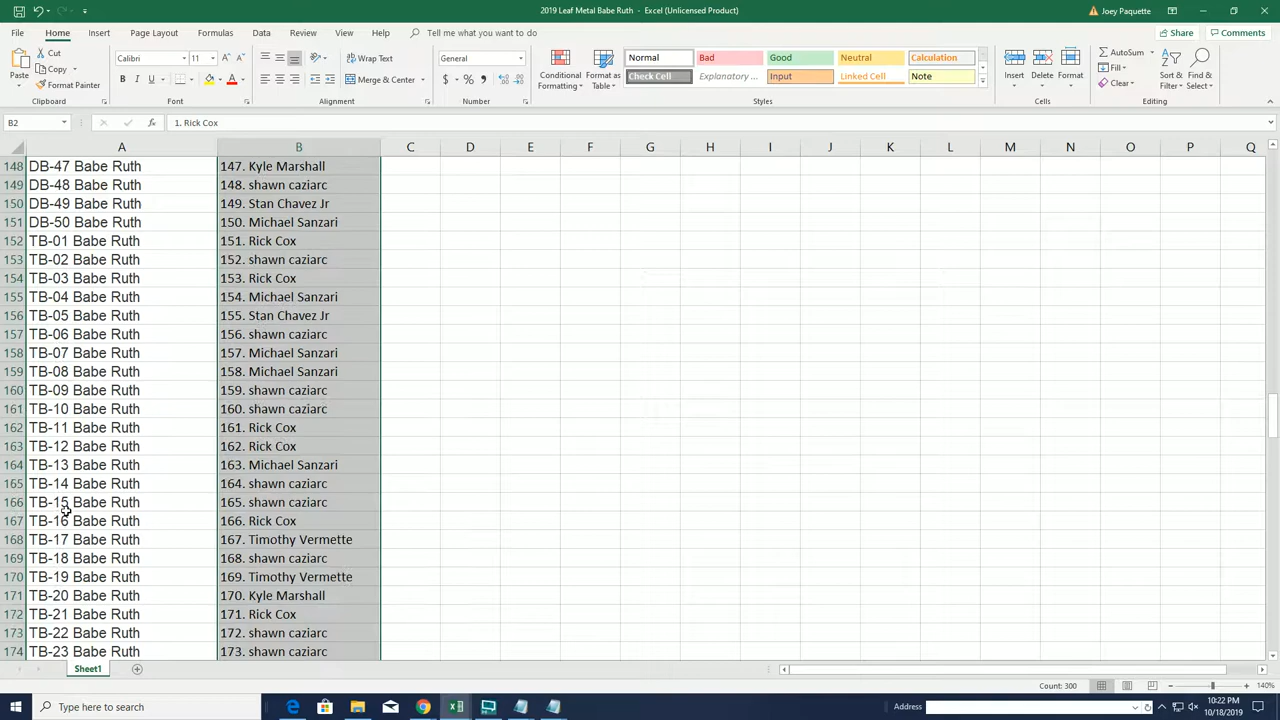 2019 Leaf Metal Babe Ruth - Excel (Unlicensed Product)
Joey Paquette
File Home Insert Page Layout Formulas Data Review View Help Tell me what you want to do
Share Comments
Paste
Cut
Copy
Format Painter
Clipboard
Calibri 11
B I U
Font
Wrap Text
Merge & Center
Alignment
General
$ % ,
Number
Conditional Formatting
Format as Table
Normal Bad Good Neutral Calculation
Check Cell Explanatory ... Input Linked Cell Note
Styles
Insert Delete Format
Cells
AutoSum
Fill
Clear
Sort & Filter
Find & Select
Editing
B2 fx 1. Rick Cox
A B C D E F G H I J K L M N O P Q
148 DB-47 Babe Ruth 147. Kyle Marshall
149 DB-48 Babe Ruth 148. shawn caziarc
150 DB-49 Babe Ruth 149. Stan Chavez Jr
151 DB-50 Babe Ruth 150. Michael Sanzari
152 TB-01 Babe Ruth 151. Rick Cox
153 TB-02 Babe Ruth 152. shawn caziarc
154 TB-03 Babe Ruth 153. Rick Cox
155 TB-04 Babe Ruth 154. Michael Sanzari
156 TB-05 Babe Ruth 155. Stan Chavez Jr
157 TB-06 Babe Ruth 156. shawn caziarc
158 TB-07 Babe Ruth 157. Michael Sanzari
159 TB-08 Babe Ruth 158. Michael Sanzari
160 TB-09 Babe Ruth 159. shawn caziarc
161 TB-10 Babe Ruth 160. shawn caziarc
162 TB-11 Babe Ruth 161. Rick Cox
163 TB-12 Babe Ruth 162. Rick Cox
164 TB-13 Babe Ruth 163. Michael Sanzari
165 TB-14 Babe Ruth 164. shawn caziarc
166 TB-15 Babe Ruth 165. shawn caziarc
167 TB-16 Babe Ruth 166. Rick Cox
168 TB-17 Babe Ruth 167. Timothy Vermette
169 TB-18 Babe Ruth 168. shawn caziarc
170 TB-19 Babe Ruth 169. Timothy Vermette
171 TB-20 Babe Ruth 170. Kyle Marshall
172 TB-21 Babe Ruth 171. Rick Cox
173 TB-22 Babe Ruth 172. shawn caziarc
174 TB-23 Babe Ruth 173. shawn caziarc
Sheet1
Count: 300 140%
Type here to search
Address
10:22 PM
10/18/2019